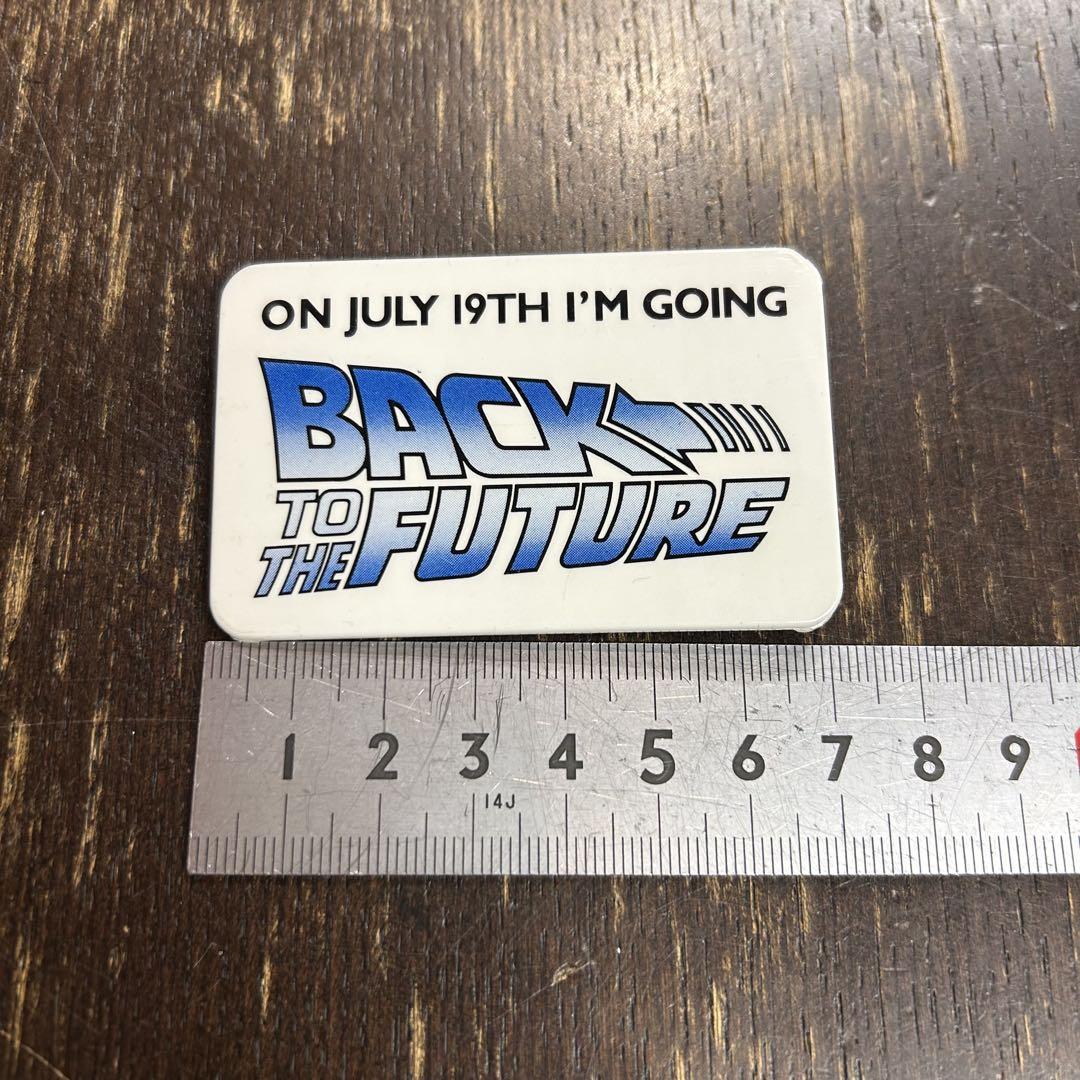 ON JULY 19TH I'M GOING
BACK
TO
THE FUTURE
1 2 3 4 5 6 7 8 9
14J